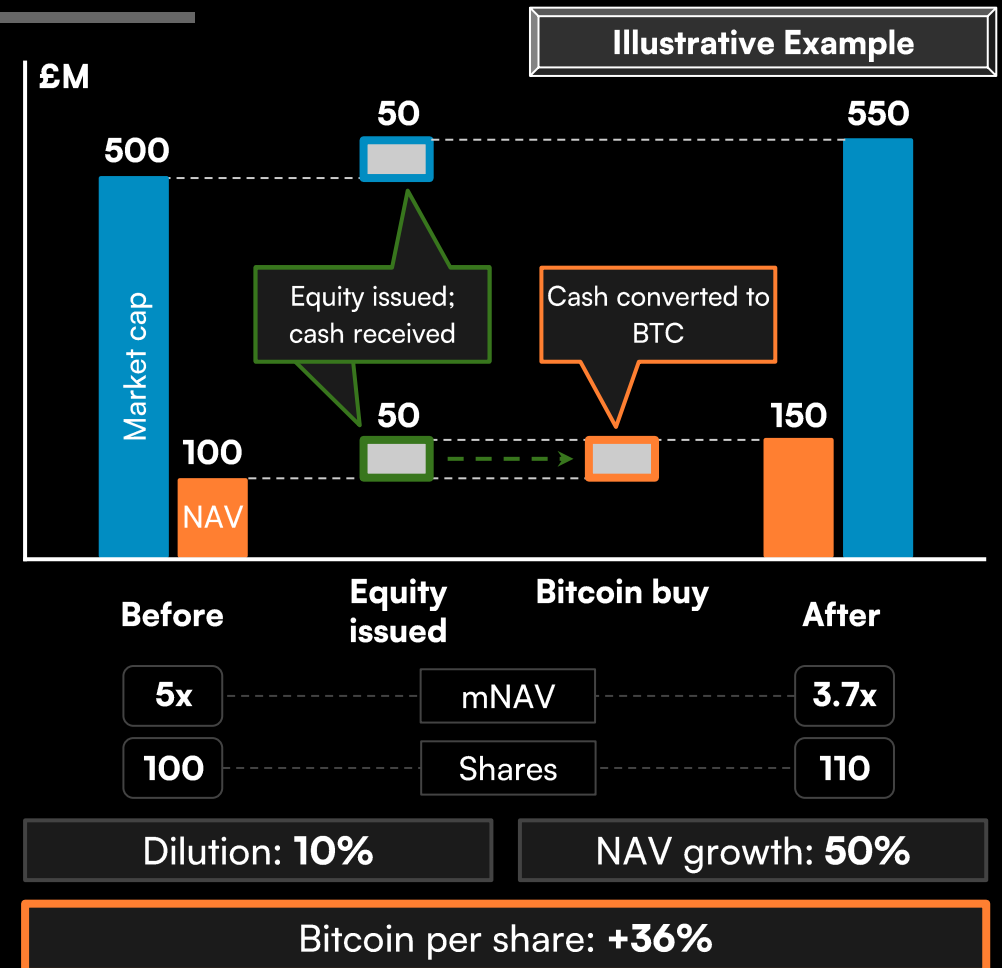 Illustrative Example
£M
50
550
500
Equity issued;
cash received
Cash converted to
BTC
Market cap
50
150
100
NAV
Before
Equity
issued
Bitcoin buy
After
5x
mNAV
3.7x
100
Shares
110
Dilution: 10%
NAV growth: 50%
Bitcoin per share: +36%